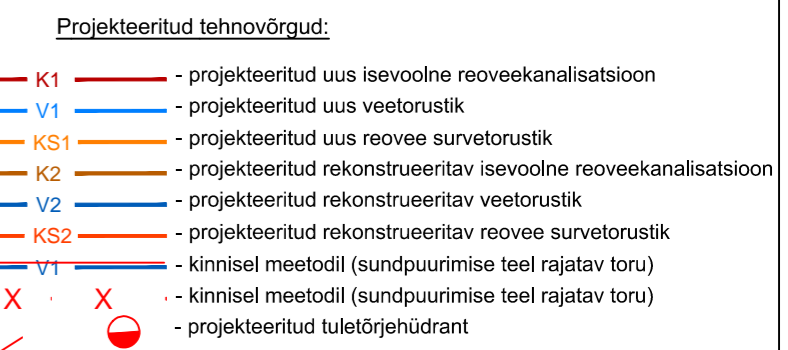 Projekteeritud tehnovõrgud:
K1 - projekteeritud uus isevoolne reoveekanalisatsioon
V1 - projekteeritud uus veetorustik
KS1 - projekteeritud uus reovee survetorustik
K2 - projekteeritud rekonstrueeritav isevoolne reoveekanalisatsioon
V2 - projekteeritud rekonstrueeritav veetorustik
KS2 - projekteeritud rekonstrueeritav reovee survetorustik
V1 - kinnisel meetodil (sundpuurimise teel rajatav toru)
X X - kinnisel meetodil (sundpuurimise teel rajatav toru)
- projekteeritud tuletõrjehüdrant